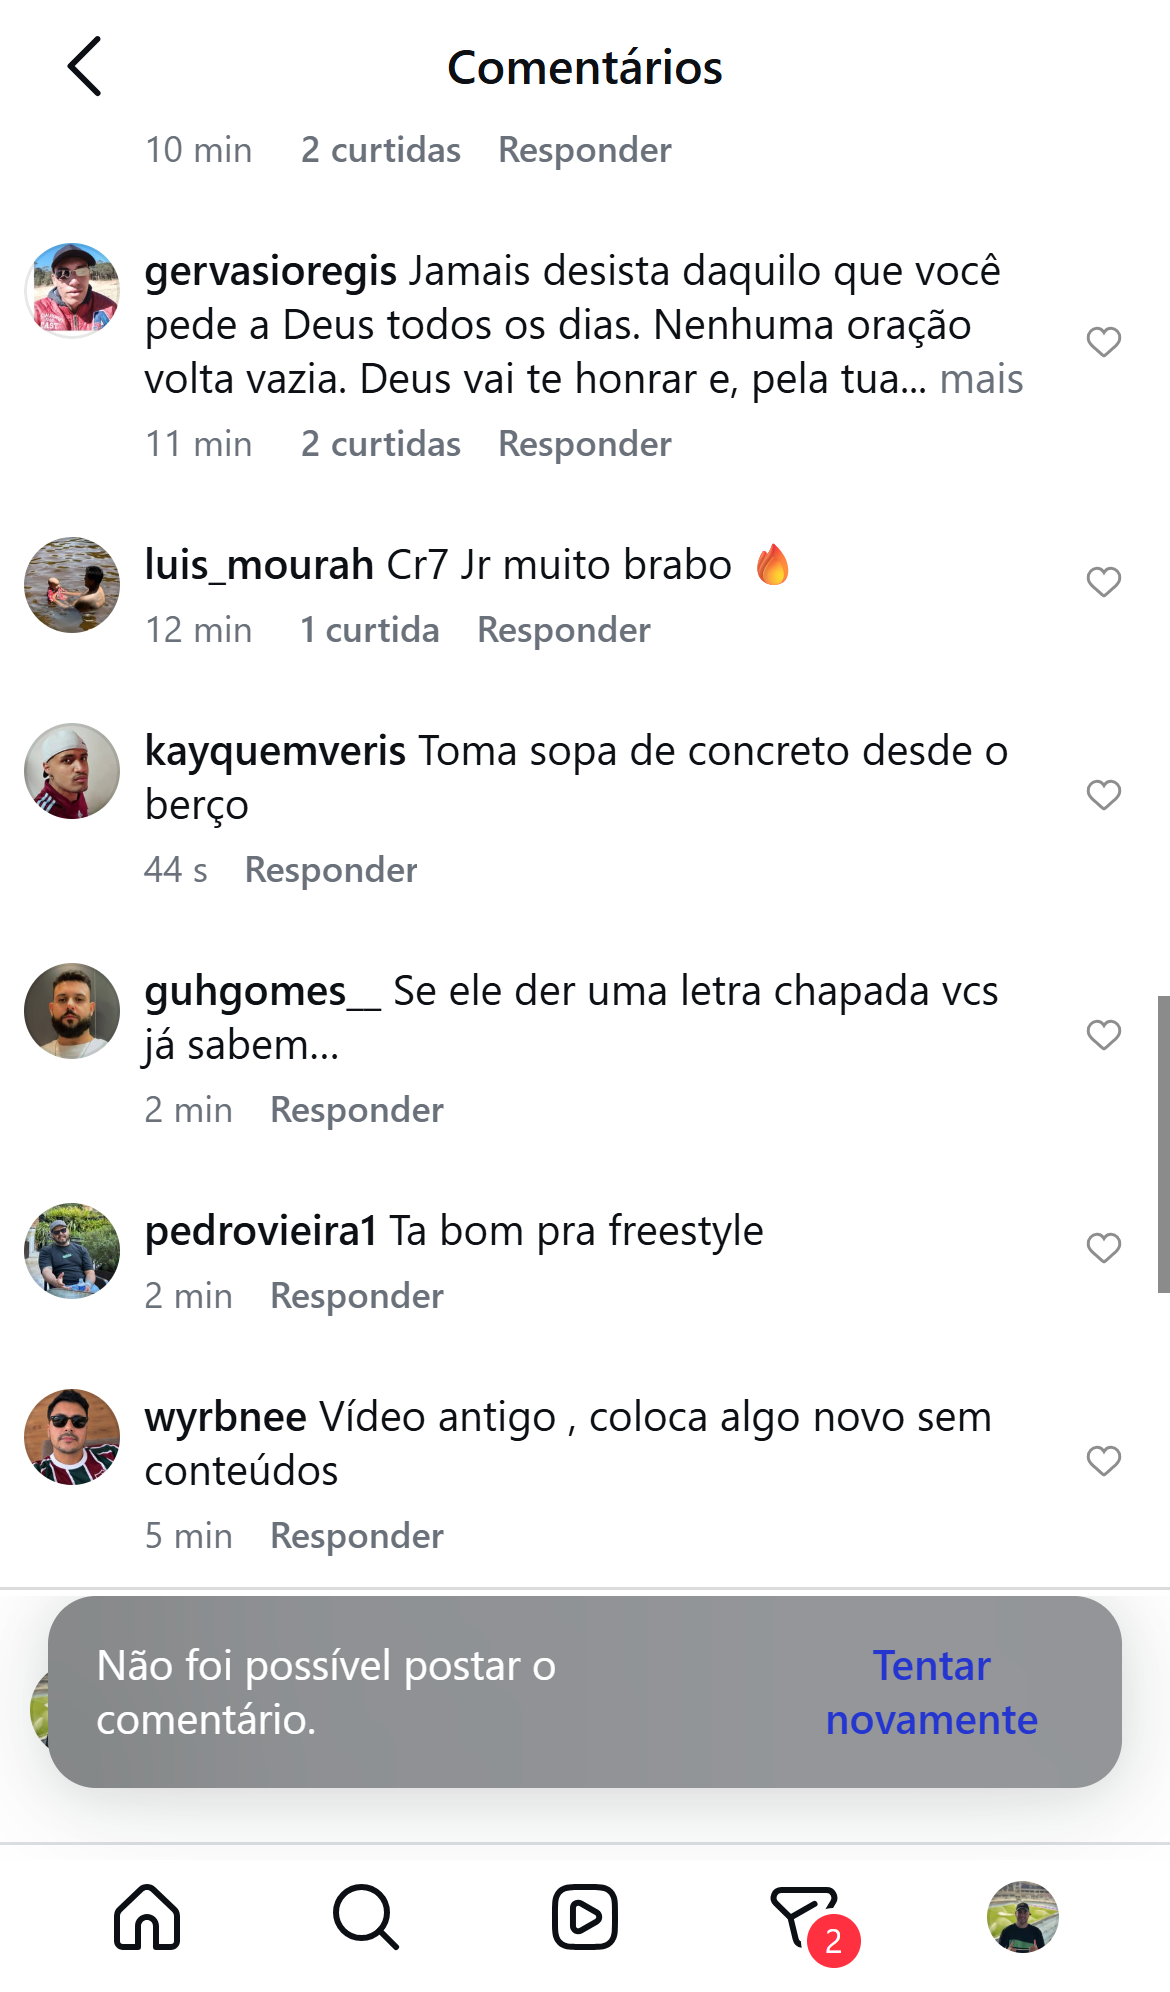 Comentários
10 min 2 curtidas Responder
gervasioregis Jamais desista daquilo que você
pede a Deus todos os dias. Nenhuma oração
volta vazia. Deus vai te honrar e, pela tua... mais
11 min 2 curtidas Responder
luis_mourah Cr7 Jr muito brabo 🔥
12 min 1 curtida Responder
kayquemveris Toma sopa de concreto desde o
berço
44 s Responder
guhgomes__ Se ele der uma letra chapada vcs
já sabem...
2 min Responder
pedrovieira1 Ta bom pra freestyle
2 min Responder
wyrbnee Vídeo antigo , coloca algo novo sem
conteúdos
5 min Responder
Não foi possível postar o
comentário.
Tentar
novamente
2